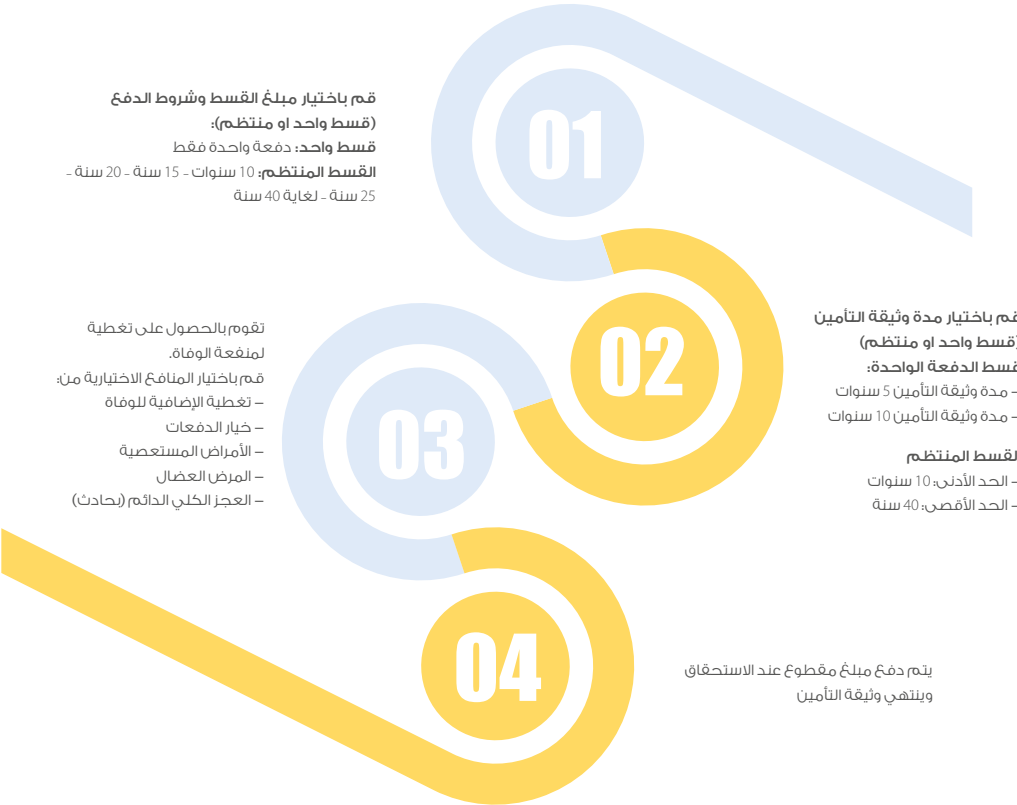 01
قم باختيار مبلغ القسط وشروط الدفع
(قسط واحد او منتظم):
قسط واحد: دفعة واحدة فقط
القسط المنتظم: 10 سنوات - 15 سنة - 20 سنة -
25 سنة - لغاية 40 سنة
02
قم باختيار مدة وثيقة التأمين
(قسط واحد او منتظم)
قسط الدفعة الواحدة:
– مدة وثيقة التأمين 5 سنوات
– مدة وثيقة التأمين 10 سنوات
لقسط المنتظم
– الحد الأدنى: 10 سنوات
– الحد الأقصى: 40 سنة
03
تقوم بالحصول على تغطية
لمنفعة الوفاة.
قم باختيار المنافع الاختيارية من:
– تغطية الإضافية للوفاة
– خيار الدفعات
– الأمراض المستعصية
– المرض العضال
– العجز الكلي الدائم (بحادث)
04
يتم دفع مبلغ مقطوع عند الاستحقاق
وينتهي وثيقة التأمين